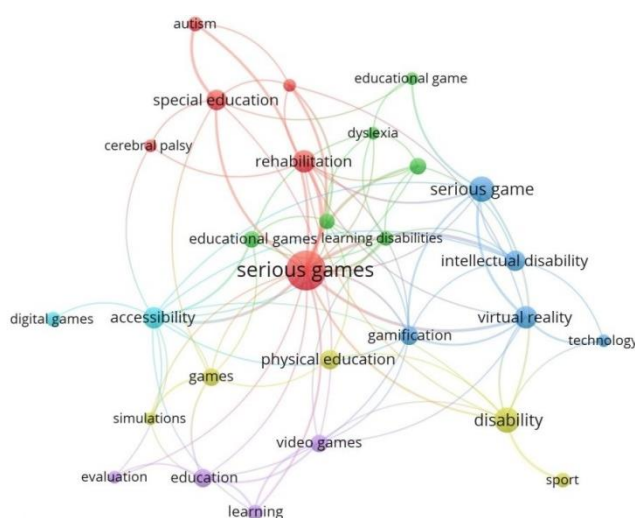 autism
educational game
special education
dyslexia
cerebral palsy
rehabilitation
serious game
educational games
learning disabilities
intellectual disability
serious games
digital games
accessibility
virtual reality
gamification
technology
physical education
games
simulations
disability
video games
evaluation
education
sport
learning